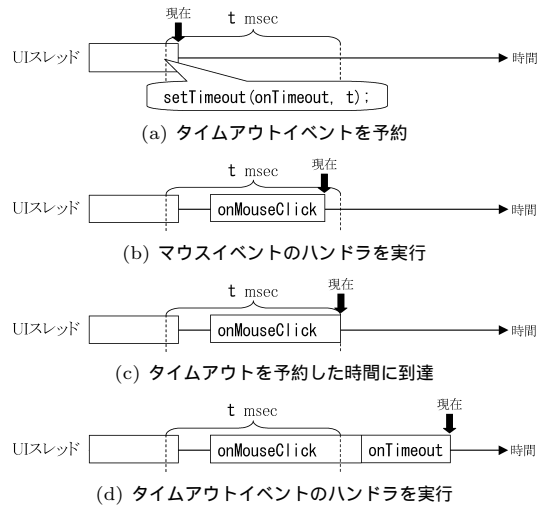 現在
t msec
UIスレッド
時間
setTimeout(onTimeout, t);
(a) タイムアウトイベントを予約
現在
t msec
UIスレッド
onMouseClick
時間
(b) マウスイベントのハンドラを実行
現在
t msec
UIスレッド
onMouseClick
時間
(c) タイムアウトを予約した時間に到達
現在
t msec
UIスレッド
onMouseClick
onTimeout
時間
(d) タイムアウトイベントのハンドラを実行